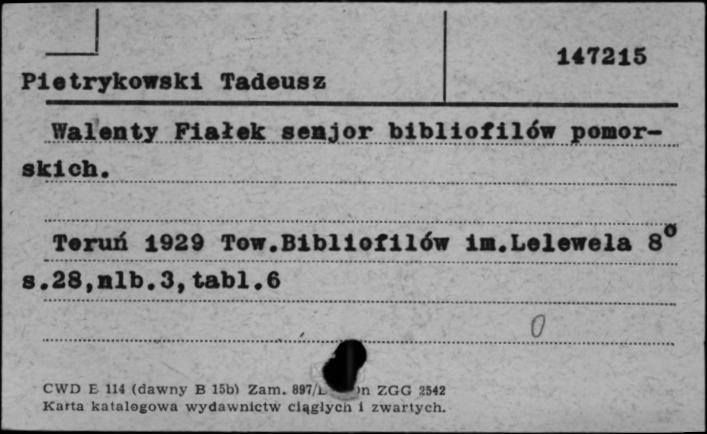 147215
Pietrykowski Tadeusz
Walenty Fiałek senjor bibliofilów pomor-
skich.
Toruń 1929 Tow.Bibliofilów im.Lelewela 8°
s.28,nlb.3,tabl.6
0
CWD E 114 (dawny B 15b) Zam. ZGG 2542
Karta katalogowa wydawnictw ciągłych i zwartych.